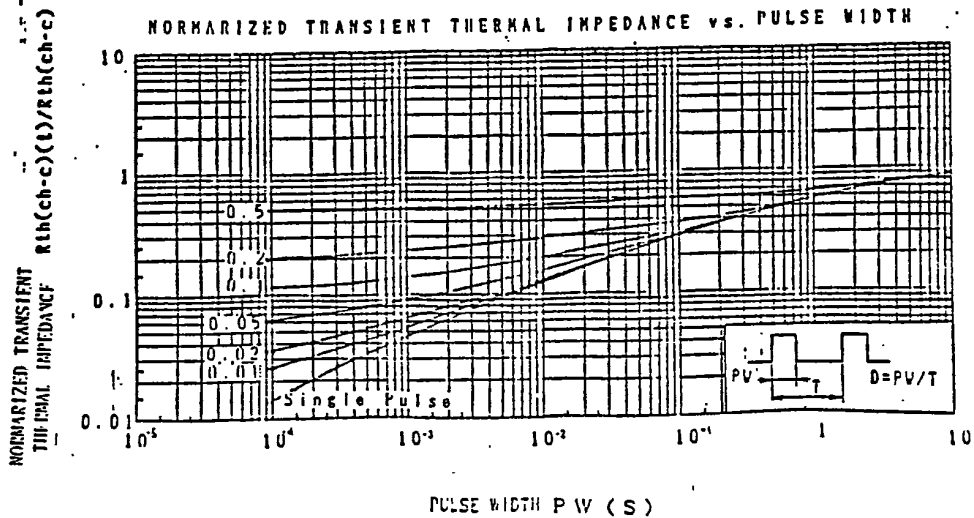 NORMARIZED TRANSIENT THERMAL IMPEDANCE vs. PULSE WIDTH
NORMARIZED TRANSIENT
THERMAL IMPEDANCE Rth(ch-c)(t)/Rth(ch-c)
10
1
0.1
0.01
0.5
0.2
0.1
0.05
0.02
0.01
Single Pulse
PW
T
D=PW/T
10⁻⁵
10⁻⁴
10⁻³
10⁻²
10⁻¹
1
10
PULSE WIDTH PW (S)